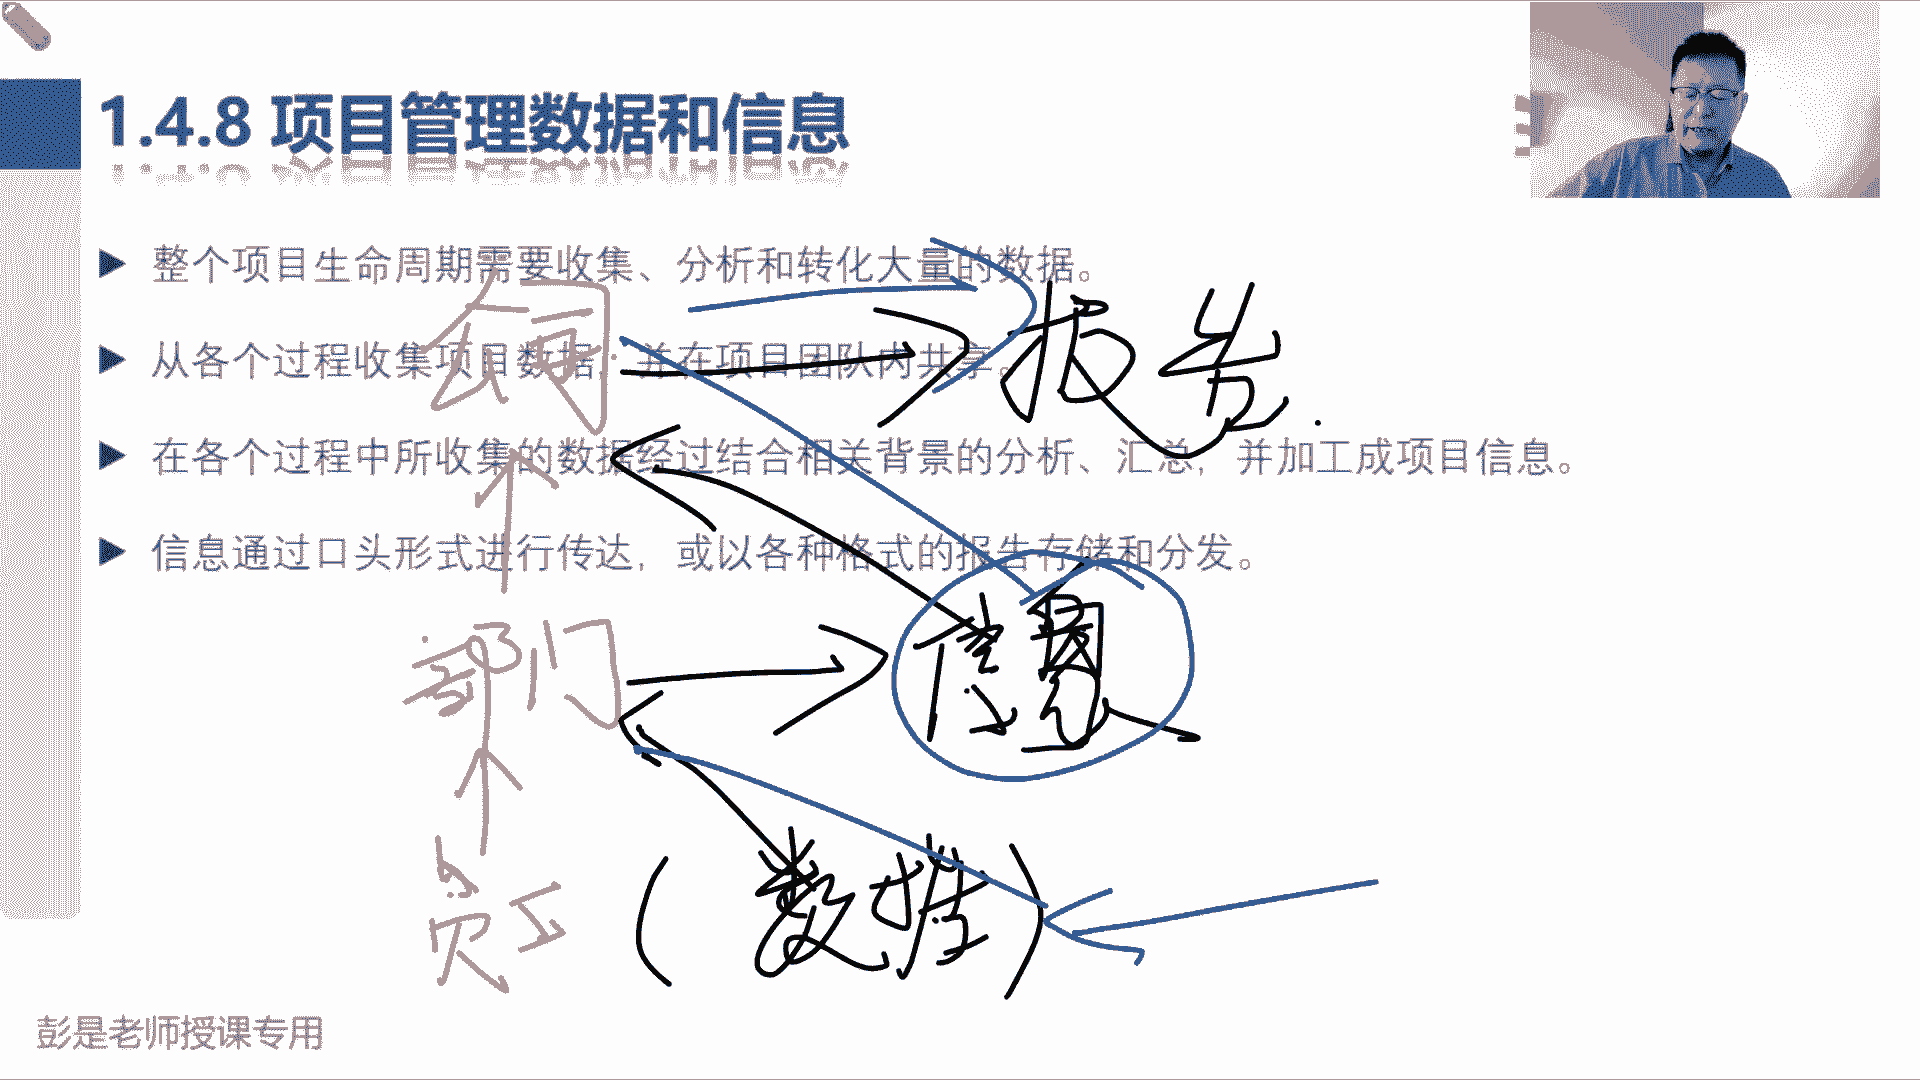 1.4.8 项目管理数据和信息
整个项目生命周期需要收集、分析和转化大量的数据。
从各个过程收集项目数据，并在项目团队内共享。
在各个过程中所收集的数据经过结合相关背景的分析、汇总，并加工成项目信息。
信息通过口头形式进行传达，或以各种格式的报告存储和分发。
公司
报告.
部门
信息
员工
(数据)
彭是老师授课专用